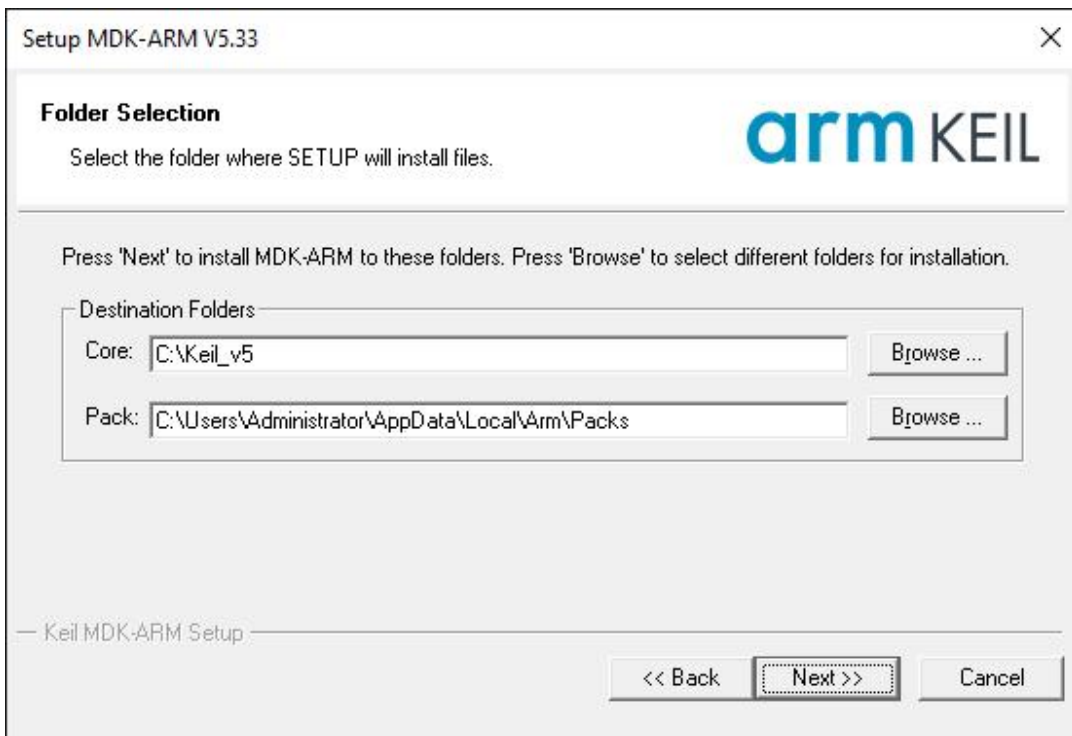 Setup MDK-ARM V5.33
Folder Selection
Select the folder where SETUP will install files.
arm KEIL
Press 'Next' to install MDK-ARM to these folders. Press 'Browse' to select different folders for installation.
Destination Folders
Core: C:\Keil_v5 Browse ...
Pack: C:\Users\Administrator\AppData\Local\Arm\Packs Browse ...
Keil MDK-ARM Setup
<< Back Next >> Cancel